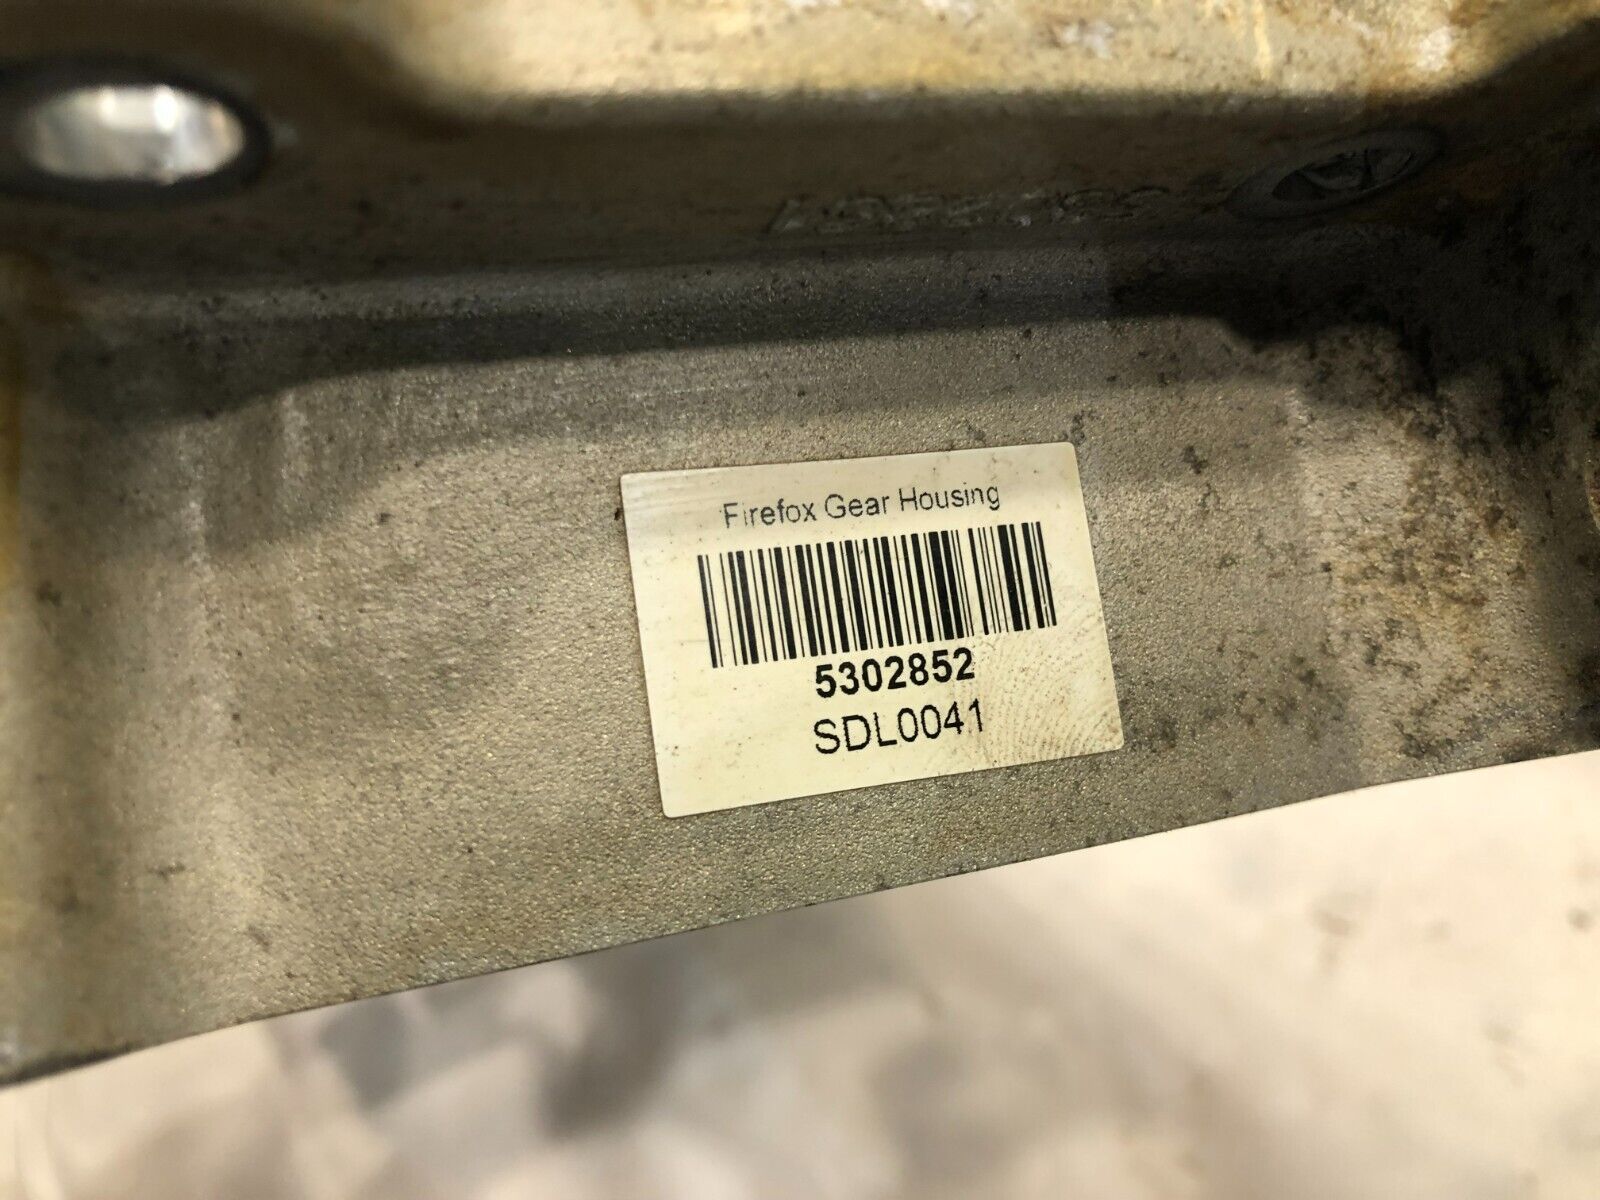 Firefox Gear Housing
5302852
SDL0041